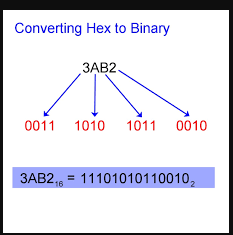 Converting Hex to Binary
3AB2
0011 1010 1011 0010
3AB2₁₆ = 11101010110010₂